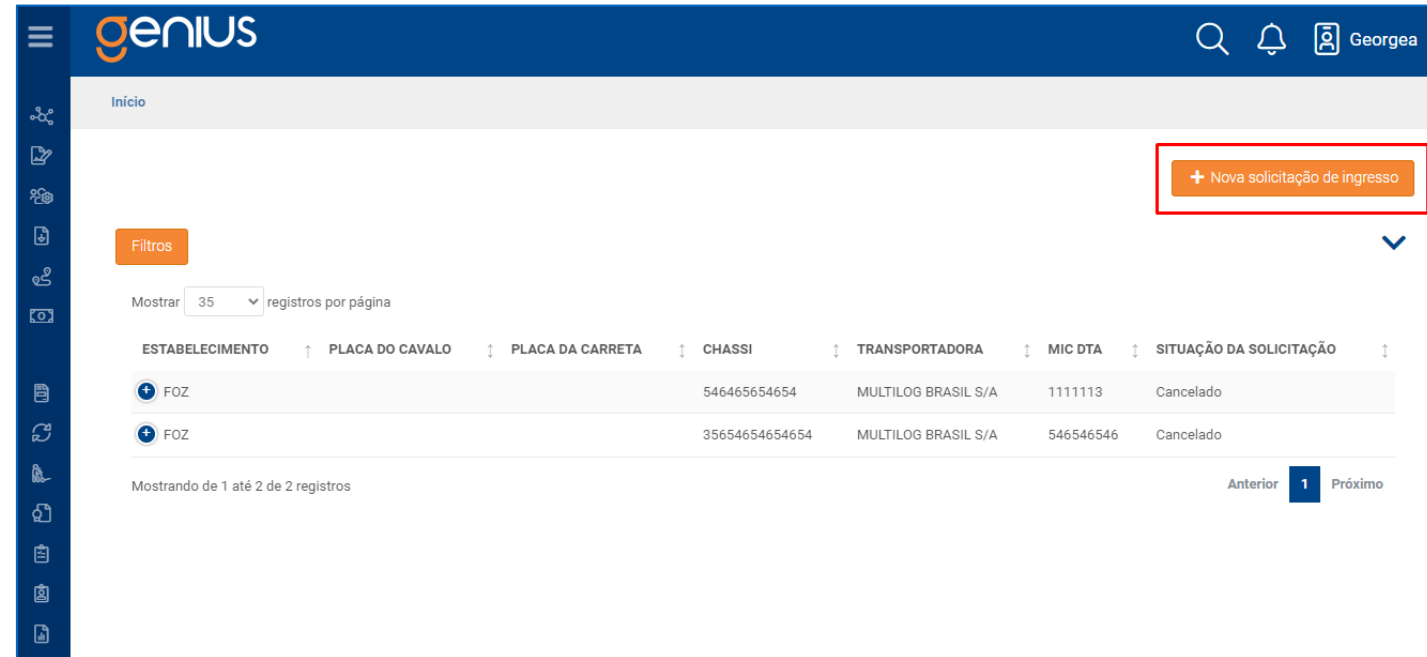 genius
Georgea
Início
+ Nova solicitação de ingresso
Filtros
Mostrar 35 registros por página
ESTABELECIMENTO PLACA DO CAVALO PLACA DA CARRETA CHASSI TRANSPORTADORA MIC DTA SITUAÇÃO DA SOLICITAÇÃO
FOZ 546465654654 MULTILOG BRASIL S/A 1111113 Cancelado
FOZ 35654654654654 MULTILOG BRASIL S/A 546546546 Cancelado
Mostrando de 1 até 2 de 2 registros Anterior 1 Próximo